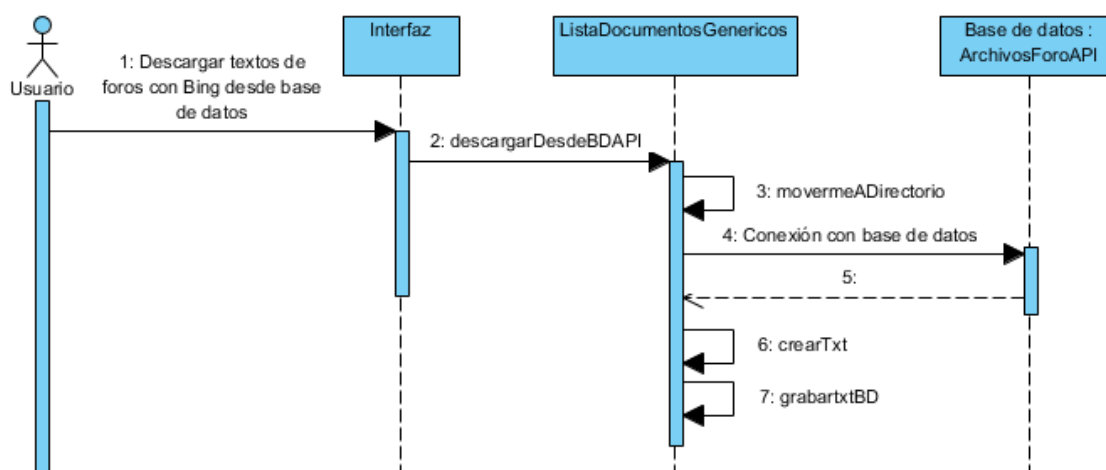 Usuario
Interfaz
ListaDocumentosGenericos
Base de datos :
ArchivosForoAPI
1: Descargar textos de
foros con Bing desde base
de datos
2: descargarDesdeBDAPI
3: movermeADirectorio
4: Conexión con base de datos
5:
6: crearTxt
7: grabartxtBD